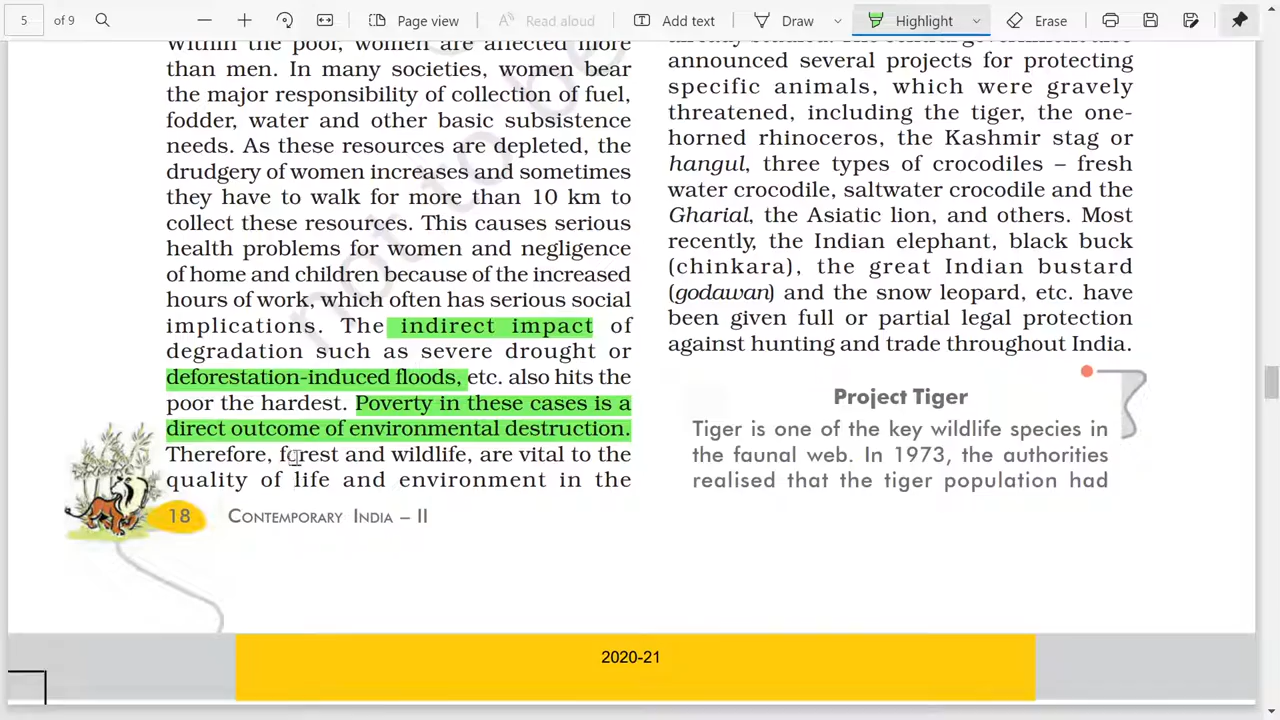 5 of 9 Page view Read aloud Add text Draw Highlight Erase
Within the poor, women are affected more
than men. In many societies, women bear
the major responsibility of collection of fuel,
fodder, water and other basic subsistence
needs. As these resources are depleted, the
drudgery of women increases and sometimes
they have to walk for more than 10 km to
collect these resources. This causes serious
health problems for women and negligence
of home and children because of the increased
hours of work, which often has serious social
implications. The indirect impact of
degradation such as severe drought or
deforestation-induced floods, etc. also hits the
poor the hardest. Poverty in these cases is a
direct outcome of environmental destruction.
Therefore, forest and wildlife, are vital to the
quality of life and environment in the
18 CONTEMPORARY INDIA – II
already studied. The central government also
announced several projects for protecting
specific animals, which were gravely
threatened, including the tiger, the one-
horned rhinoceros, the Kashmir stag or
hangul, three types of crocodiles – fresh
water crocodile, saltwater crocodile and the
Gharial, the Asiatic lion, and others. Most
recently, the Indian elephant, black buck
(chinkara), the great Indian bustard
(godawan) and the snow leopard, etc. have
been given full or partial legal protection
against hunting and trade throughout India.
Project Tiger
Tiger is one of the key wildlife species in
the faunal web. In 1973, the authorities
realised that the tiger population had
not to be
2020-21